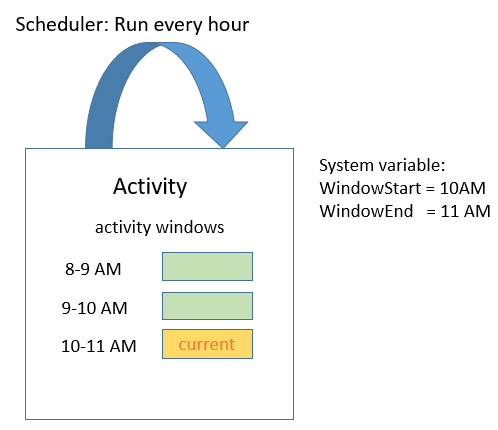 Scheduler: Run every hour
System variable:
WindowStart = 10AM
WindowEnd   = 11 AM
Activity
activity windows
8-9 AM
9-10 AM
10-11 AM current